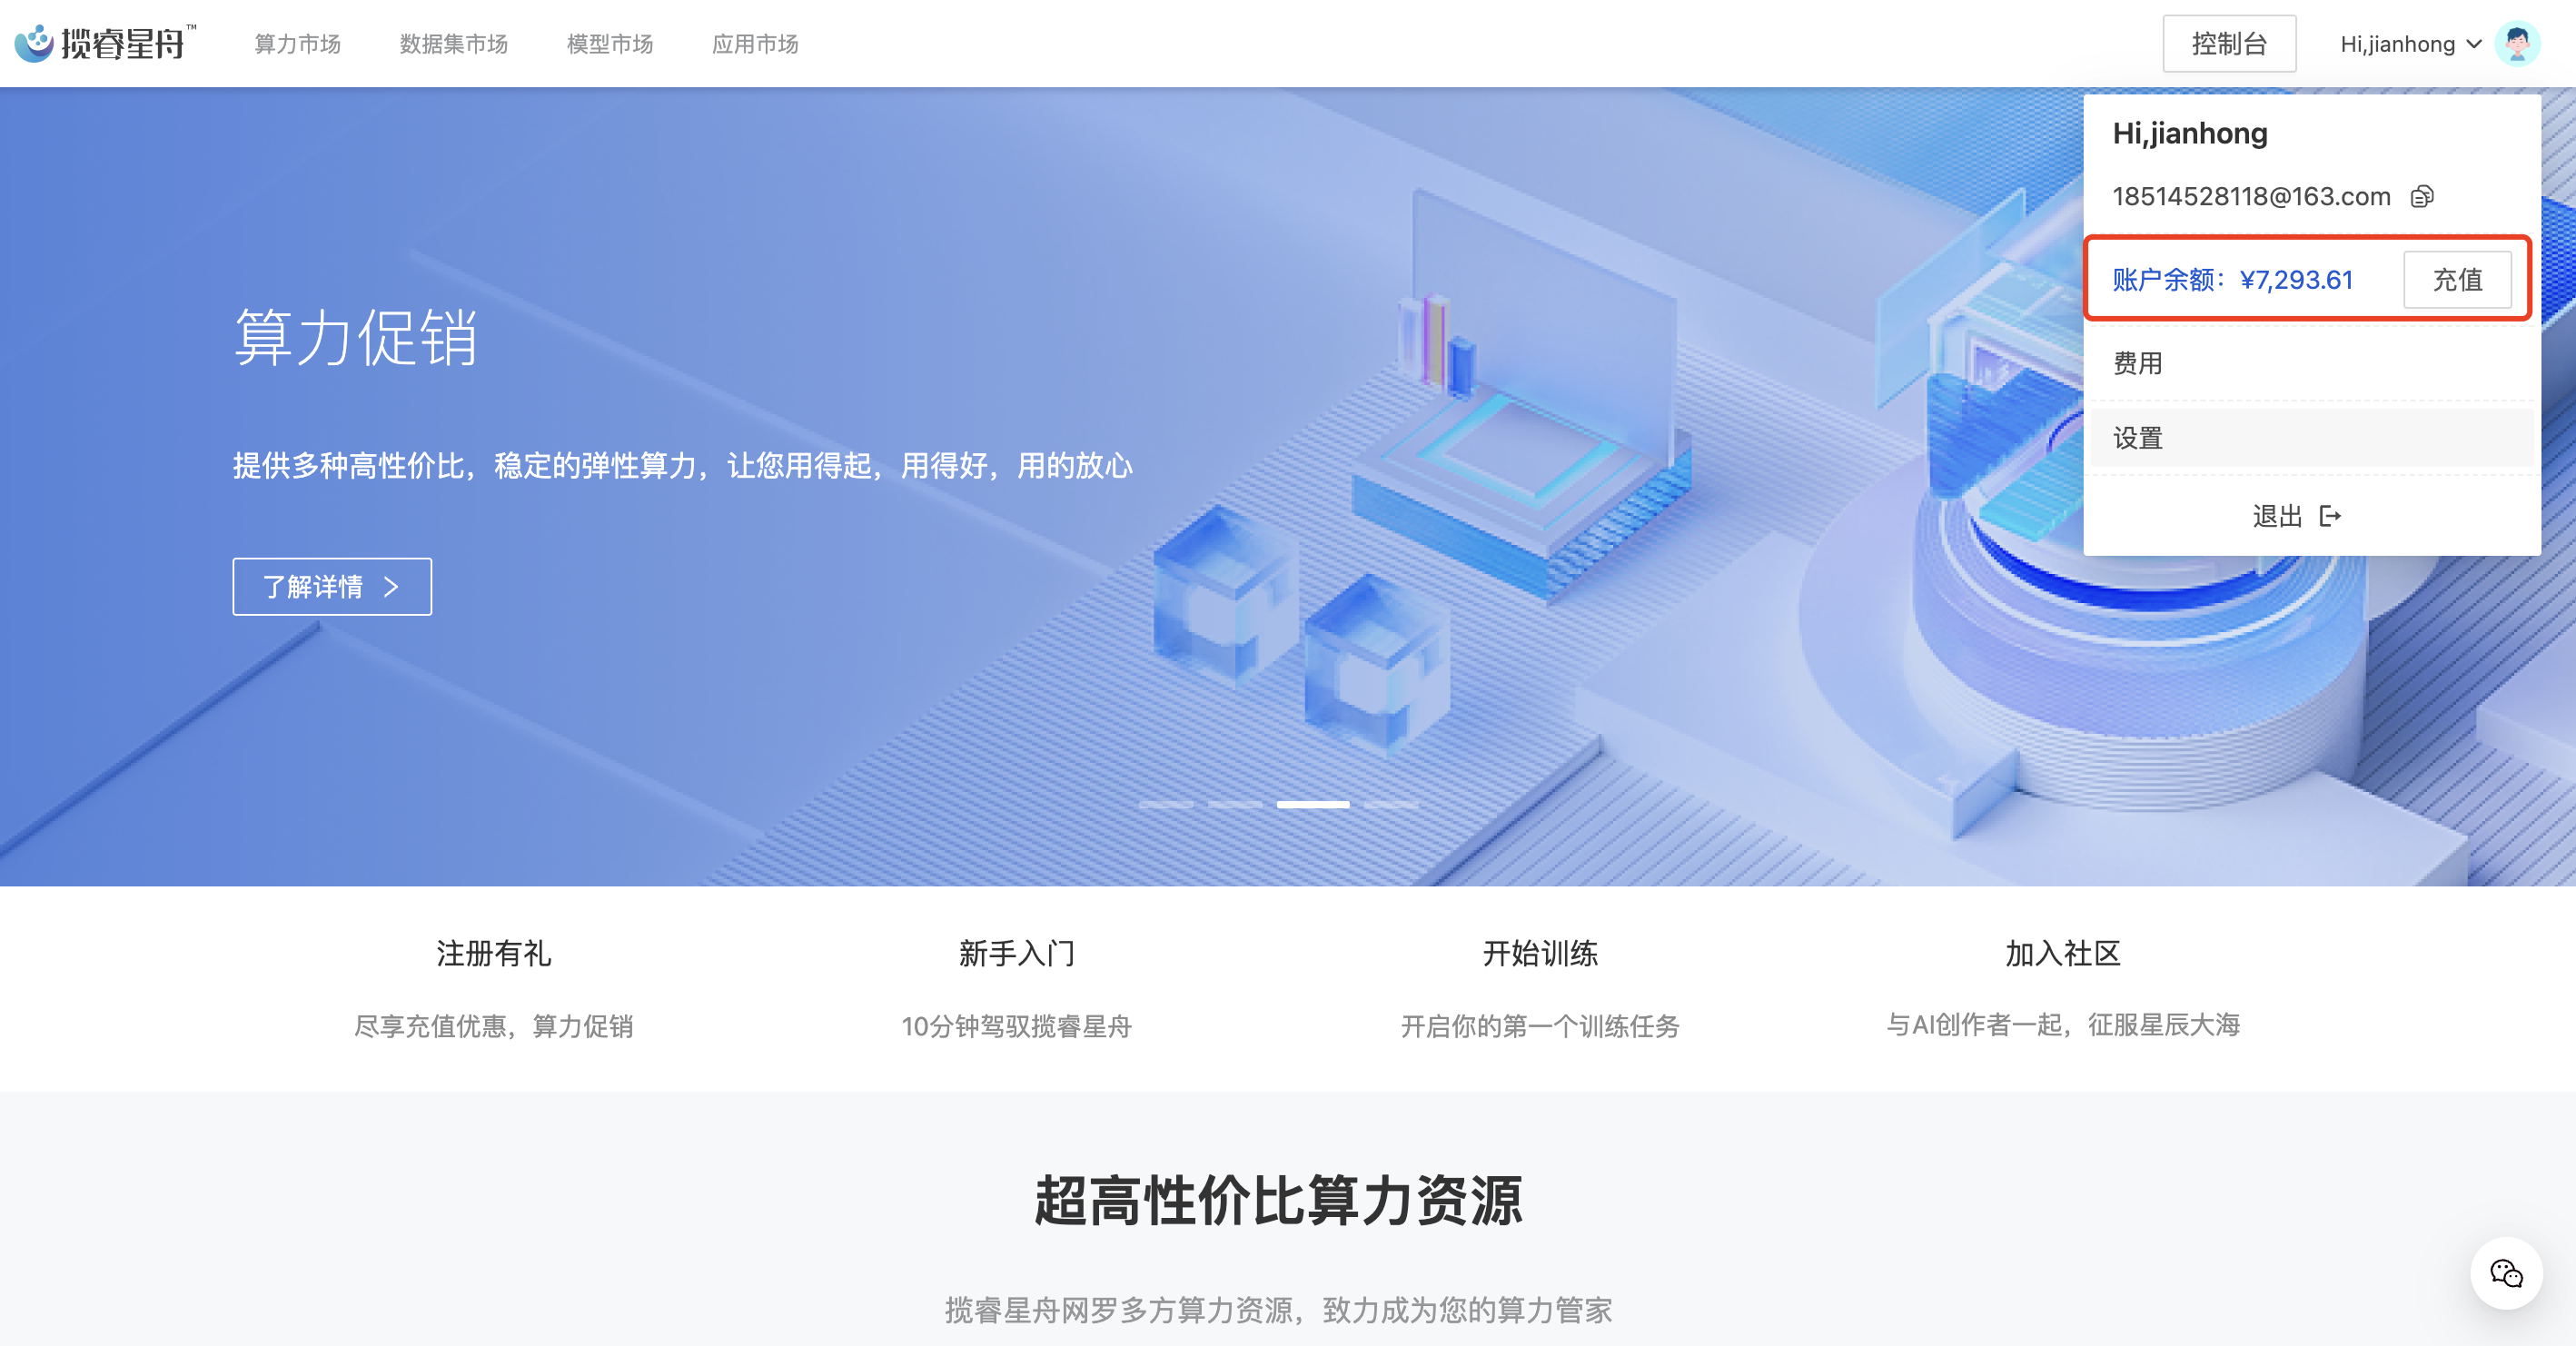 揽睿星舟™
算力市场 数据集市场 模型市场 应用市场 控制台 Hi,jianhong
Hi,jianhong
18514528118@163.com
账户余额：¥7,293.61 充值
费用
设置
退出
算力促销
提供多种高性价比，稳定的弹性算力，让您用得起，用得好，用的放心
了解详情
注册有礼 新手入门 开始训练 加入社区
尽享充值优惠，算力促销 10分钟驾驭揽睿星舟 开启你的第一个训练任务 与AI创作者一起，征服星辰大海
超高性价比算力资源
揽睿星舟网罗多方算力资源，致力成为您的算力管家